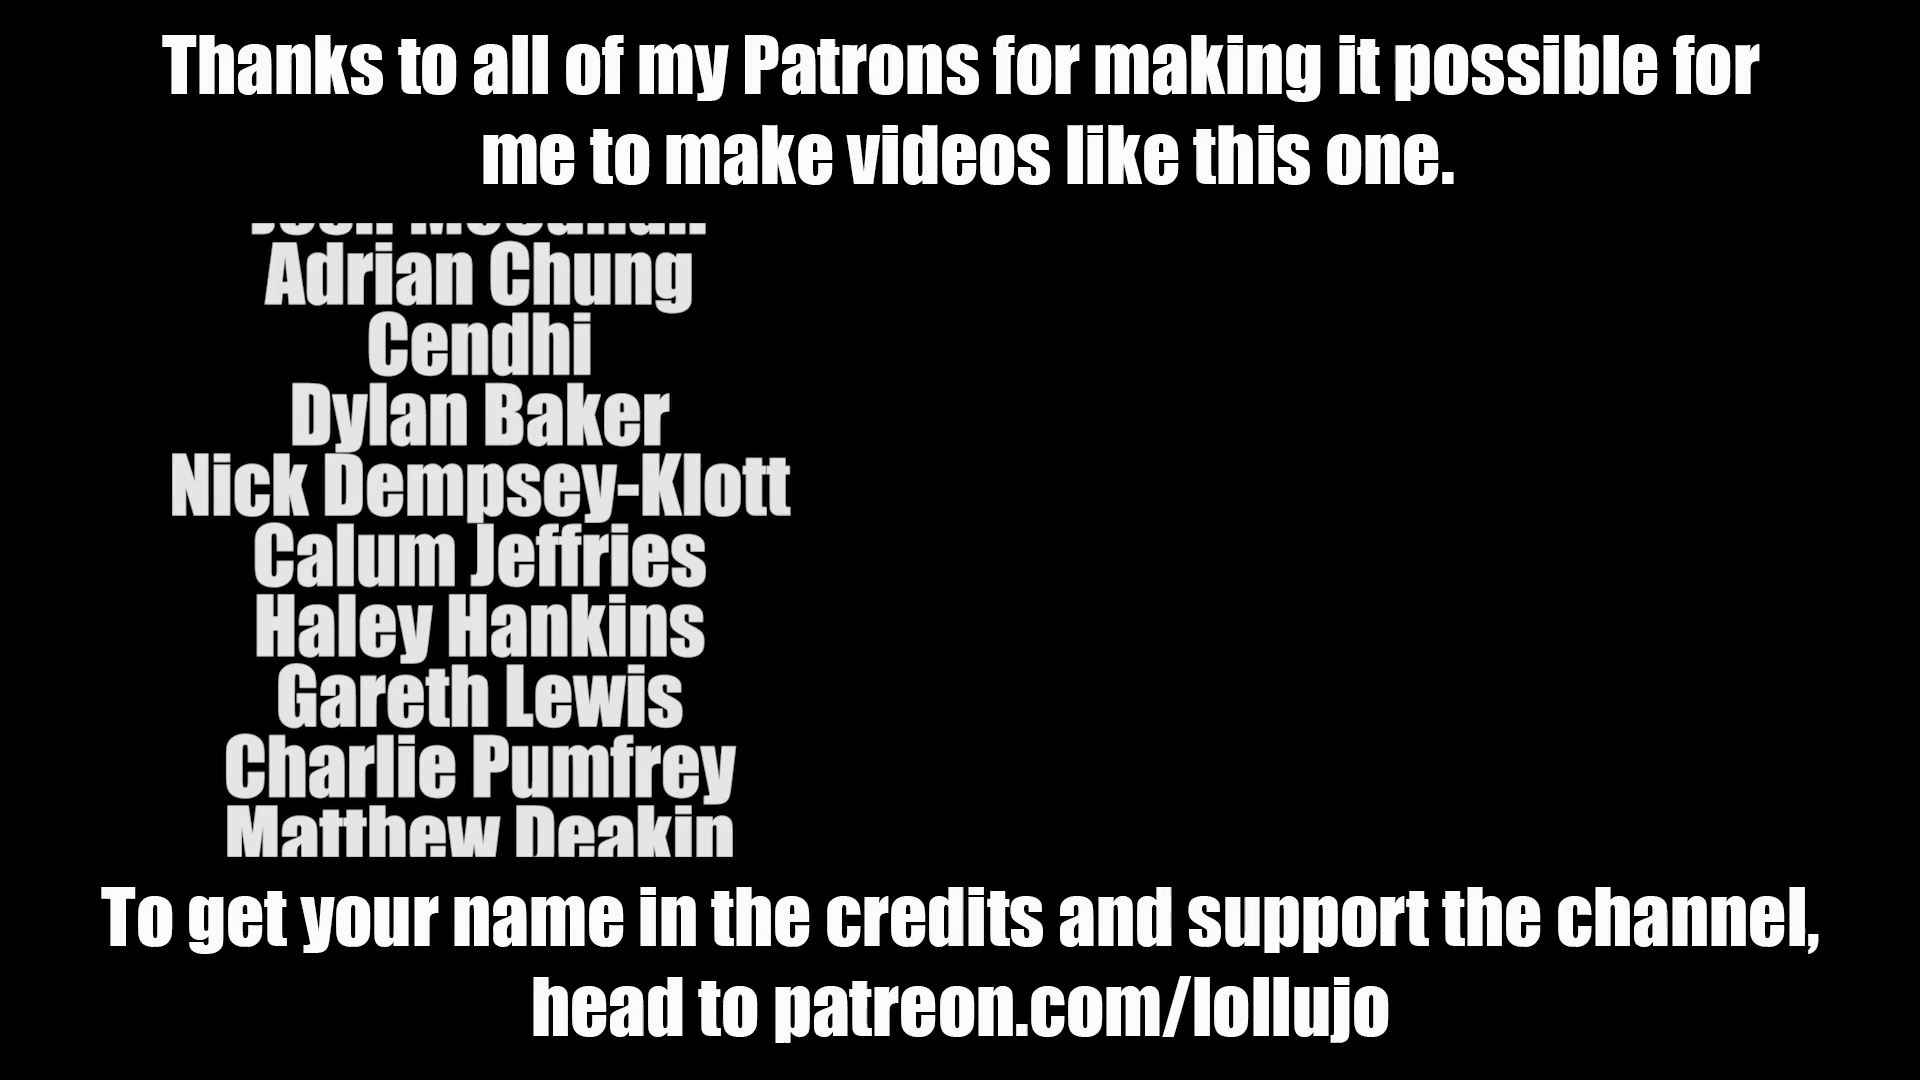 Thanks to all of my Patrons for making it possible for
me to make videos like this one.
Adrian Chung
Cendhi
Dylan Baker
Nick Dempsey-Klott
Calum Jeffries
Haley Hankins
Gareth Lewis
Charlie Pumfrey
Matthew Deakin
To get your name in the credits and support the channel,
head to patreon.com/lollujo